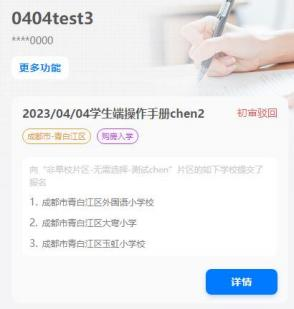 0404test3
****0000
更多功能
2023/04/04学生端操作手册chen2 初审驳回
成都市-青白江区 购房入学
向“非单校片区-无需选择-测试chen”片区的如下学校提交了
报名
1. 成都市青白江区外国语小学校
2. 成都市青白江区大弯小学
3. 成都市青白江区玉虹小学校
详情